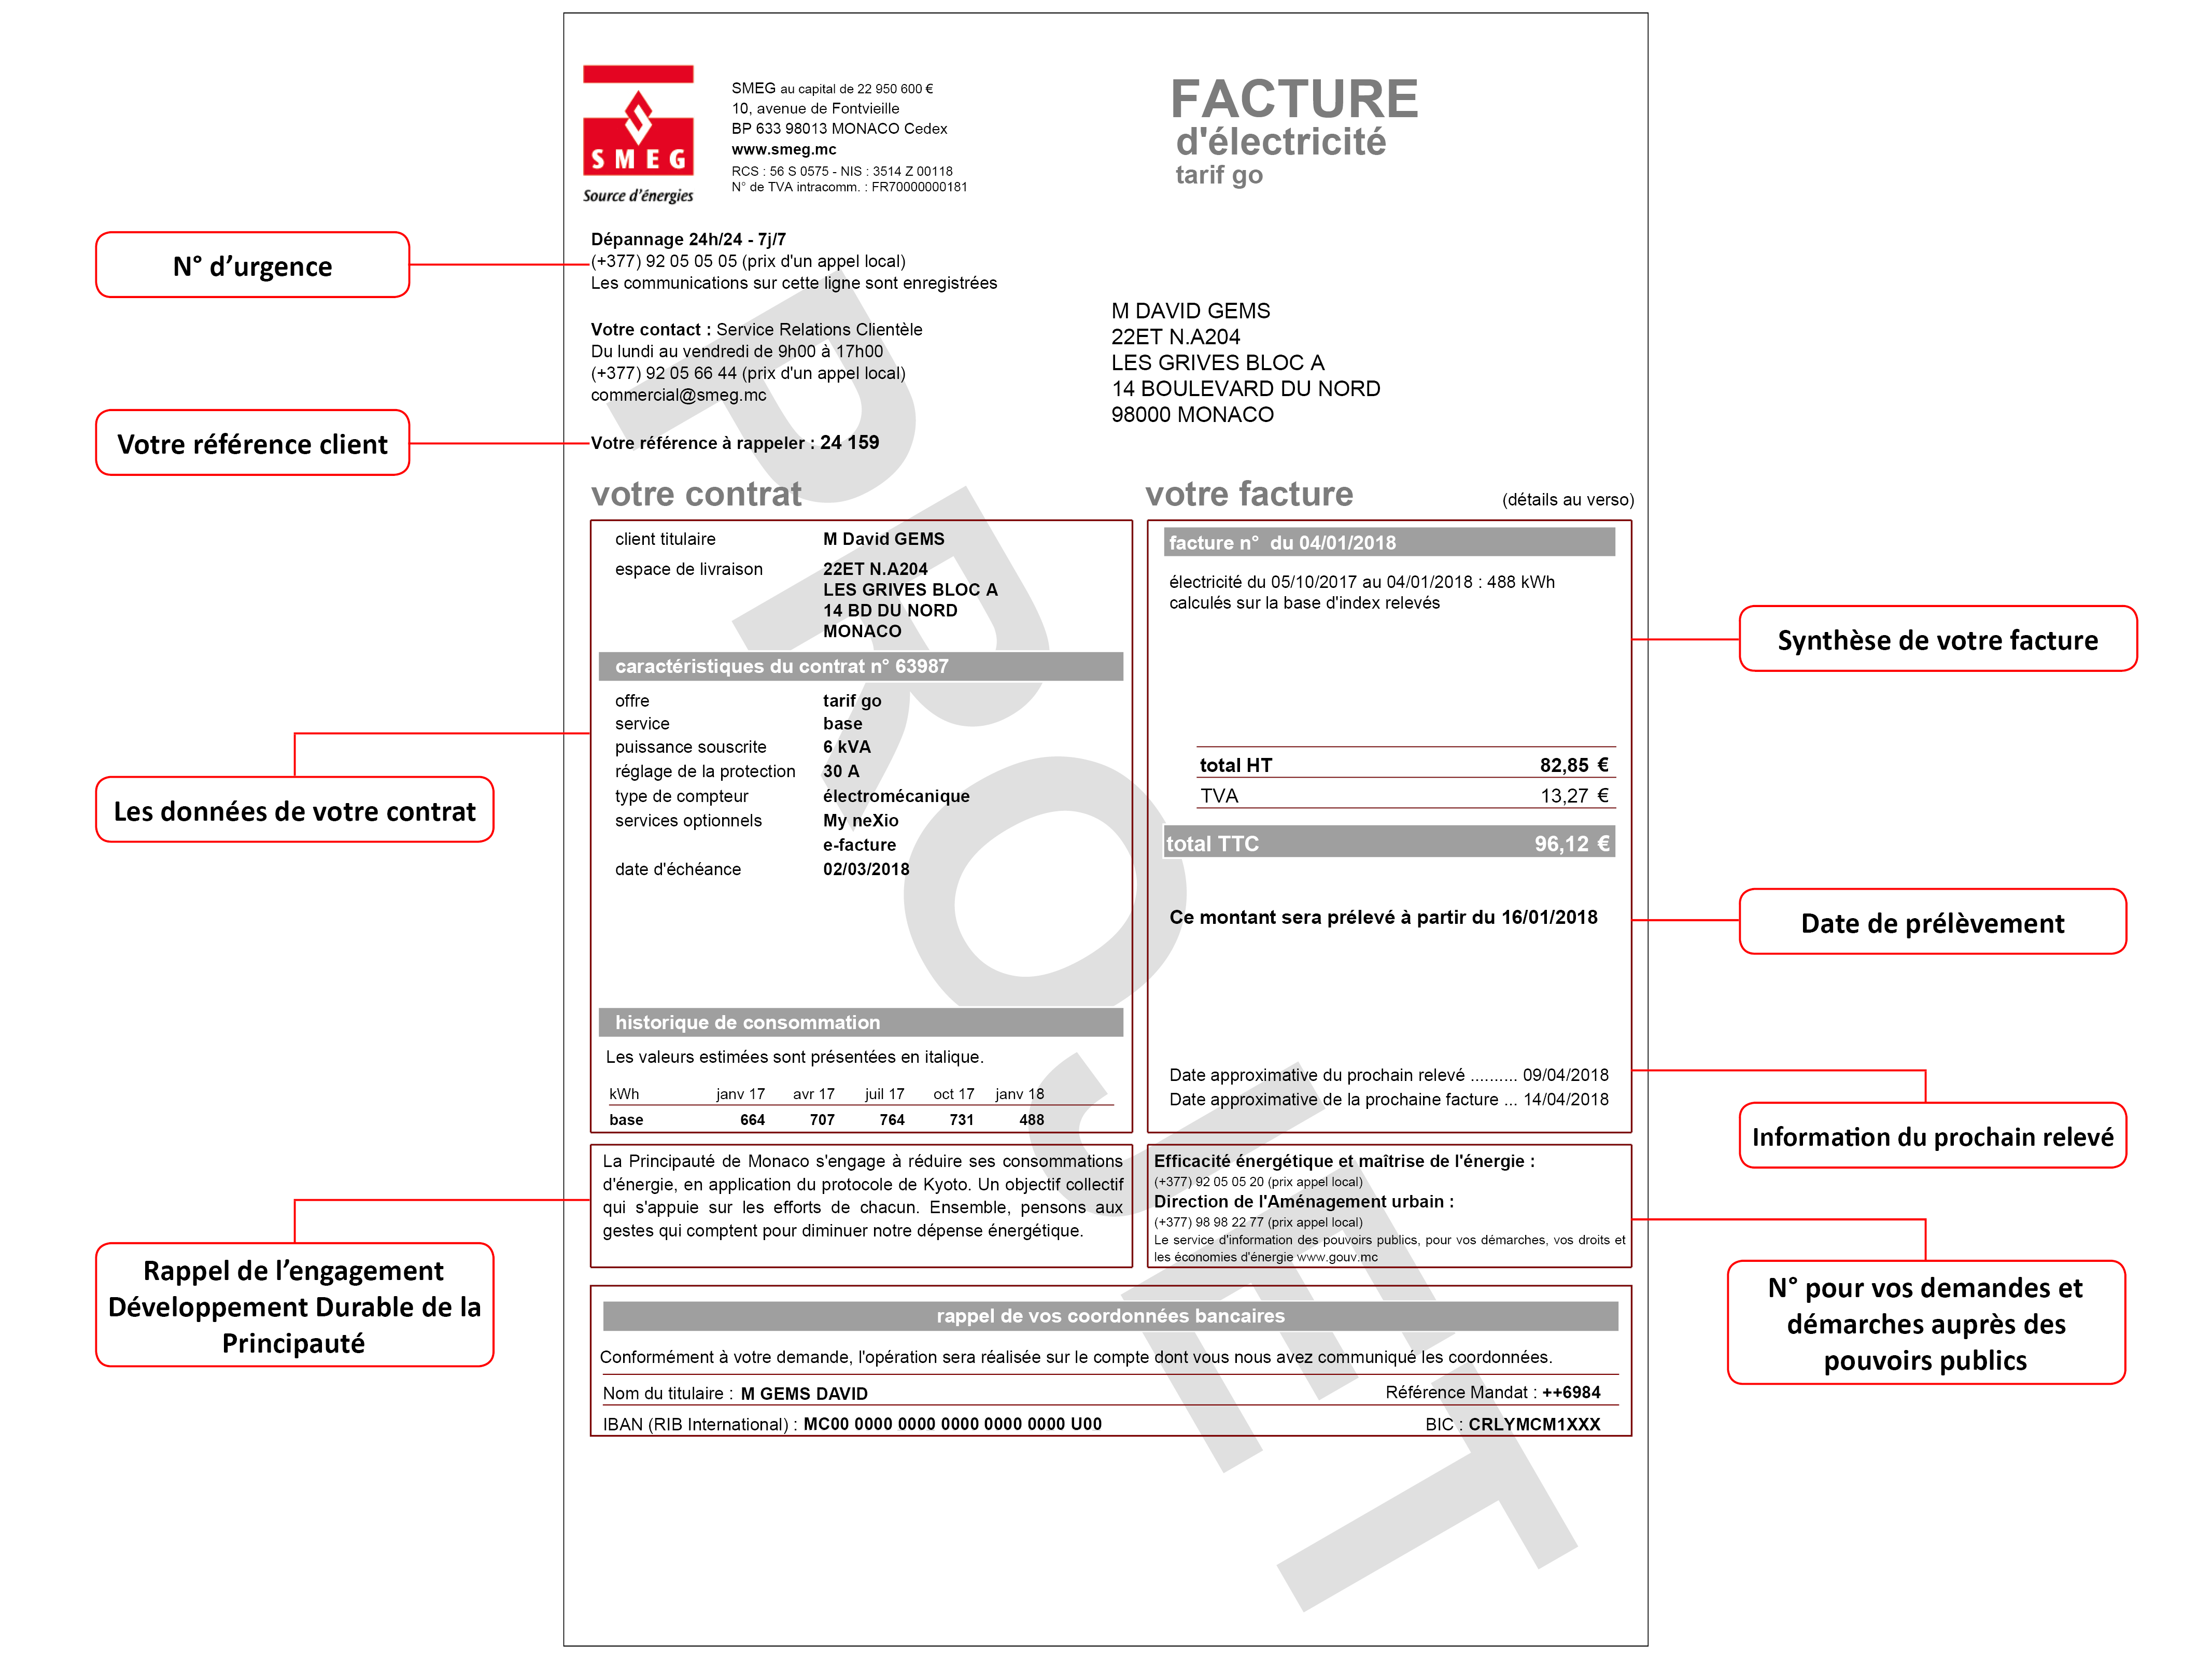 SMEG
Source d'énergies
SMEG au capital de 22 950 600 €
10, avenue de Fontvieille
BP 633 98013 MONACO Cedex
www.smeg.mc
RCS : 56 S 0575 - NIS : 3514 Z 00118
N° de TVA intracomm. : FR70000000181
FACTURE
d'électricité
tarif go
N° d’urgence
Dépannage 24h/24 - 7j/7
(+377) 92 05 05 05 (prix d'un appel local)
Les communications sur cette ligne sont enregistrées
Votre contact : Service Relations Clientèle
Du lundi au vendredi de 9h00 à 17h00
(+377) 92 05 66 44 (prix d'un appel local)
commercial@smeg.mc
M DAVID GEMS
22ET N.A204
LES GRIVES BLOC A
14 BOULEVARD DU NORD
98000 MONACO
Votre référence client
Votre référence à rappeler : 24 159
votre contrat
client titulaire M David GEMS
espace de livraison 22ET N.A204
LES GRIVES BLOC A
14 BD DU NORD
MONACO
caractéristiques du contrat n° 63987
offre tarif go
service base
puissance souscrite 6 kVA
réglage de la protection 30 A
type de compteur électromécanique
services optionnels My neXio
e-facture
date d'échéance 02/03/2018
Les données de votre contrat
historique de consommation
Les valeurs estimées sont présentées en italique.
kWh janv 17 avr 17 juil 17 oct 17 janv 18
base 664 707 764 731 488
votre facture (détails au verso)
facture n° du 04/01/2018
électricité du 05/10/2017 au 04/01/2018 : 488 kWh
calculés sur la base d'index relevés
Synthèse de votre facture
total HT 82,85 €
TVA 13,27 €
total TTC 96,12 €
Ce montant sera prélevé à partir du 16/01/2018
Date de prélèvement
Date approximative du prochain relevé .......... 09/04/2018
Date approximative de la prochaine facture ... 14/04/2018
Information du prochain relevé
La Principauté de Monaco s'engage à réduire ses consommations
d'énergie, en application du protocole de Kyoto. Un objectif collectif
qui s'appuie sur les efforts de chacun. Ensemble, pensons aux
gestes qui comptent pour diminuer notre dépense énergétique.
Rappel de l’engagement
Développement Durable de la
Principauté
Efficacité énergétique et maîtrise de l'énergie :
(+377) 92 05 05 20 (prix appel local)
Direction de l'Aménagement urbain :
(+377) 98 98 22 77 (prix appel local)
Le service d'information des pouvoirs publics, pour vos démarches, vos droits et
les économies d'énergie www.gouv.mc
N° pour vos demandes et
démarches auprès des
pouvoirs publics
rappel de vos coordonnées bancaires
Conformément à votre demande, l'opération sera réalisée sur le compte dont vous nous avez communiqué les coordonnées.
Nom du titulaire : M GEMS DAVID Référence Mandat : ++6984
IBAN (RIB International) : MC00 0000 0000 0000 0000 0000 U00 BIC : CRLYMCM1XXX
PROJET